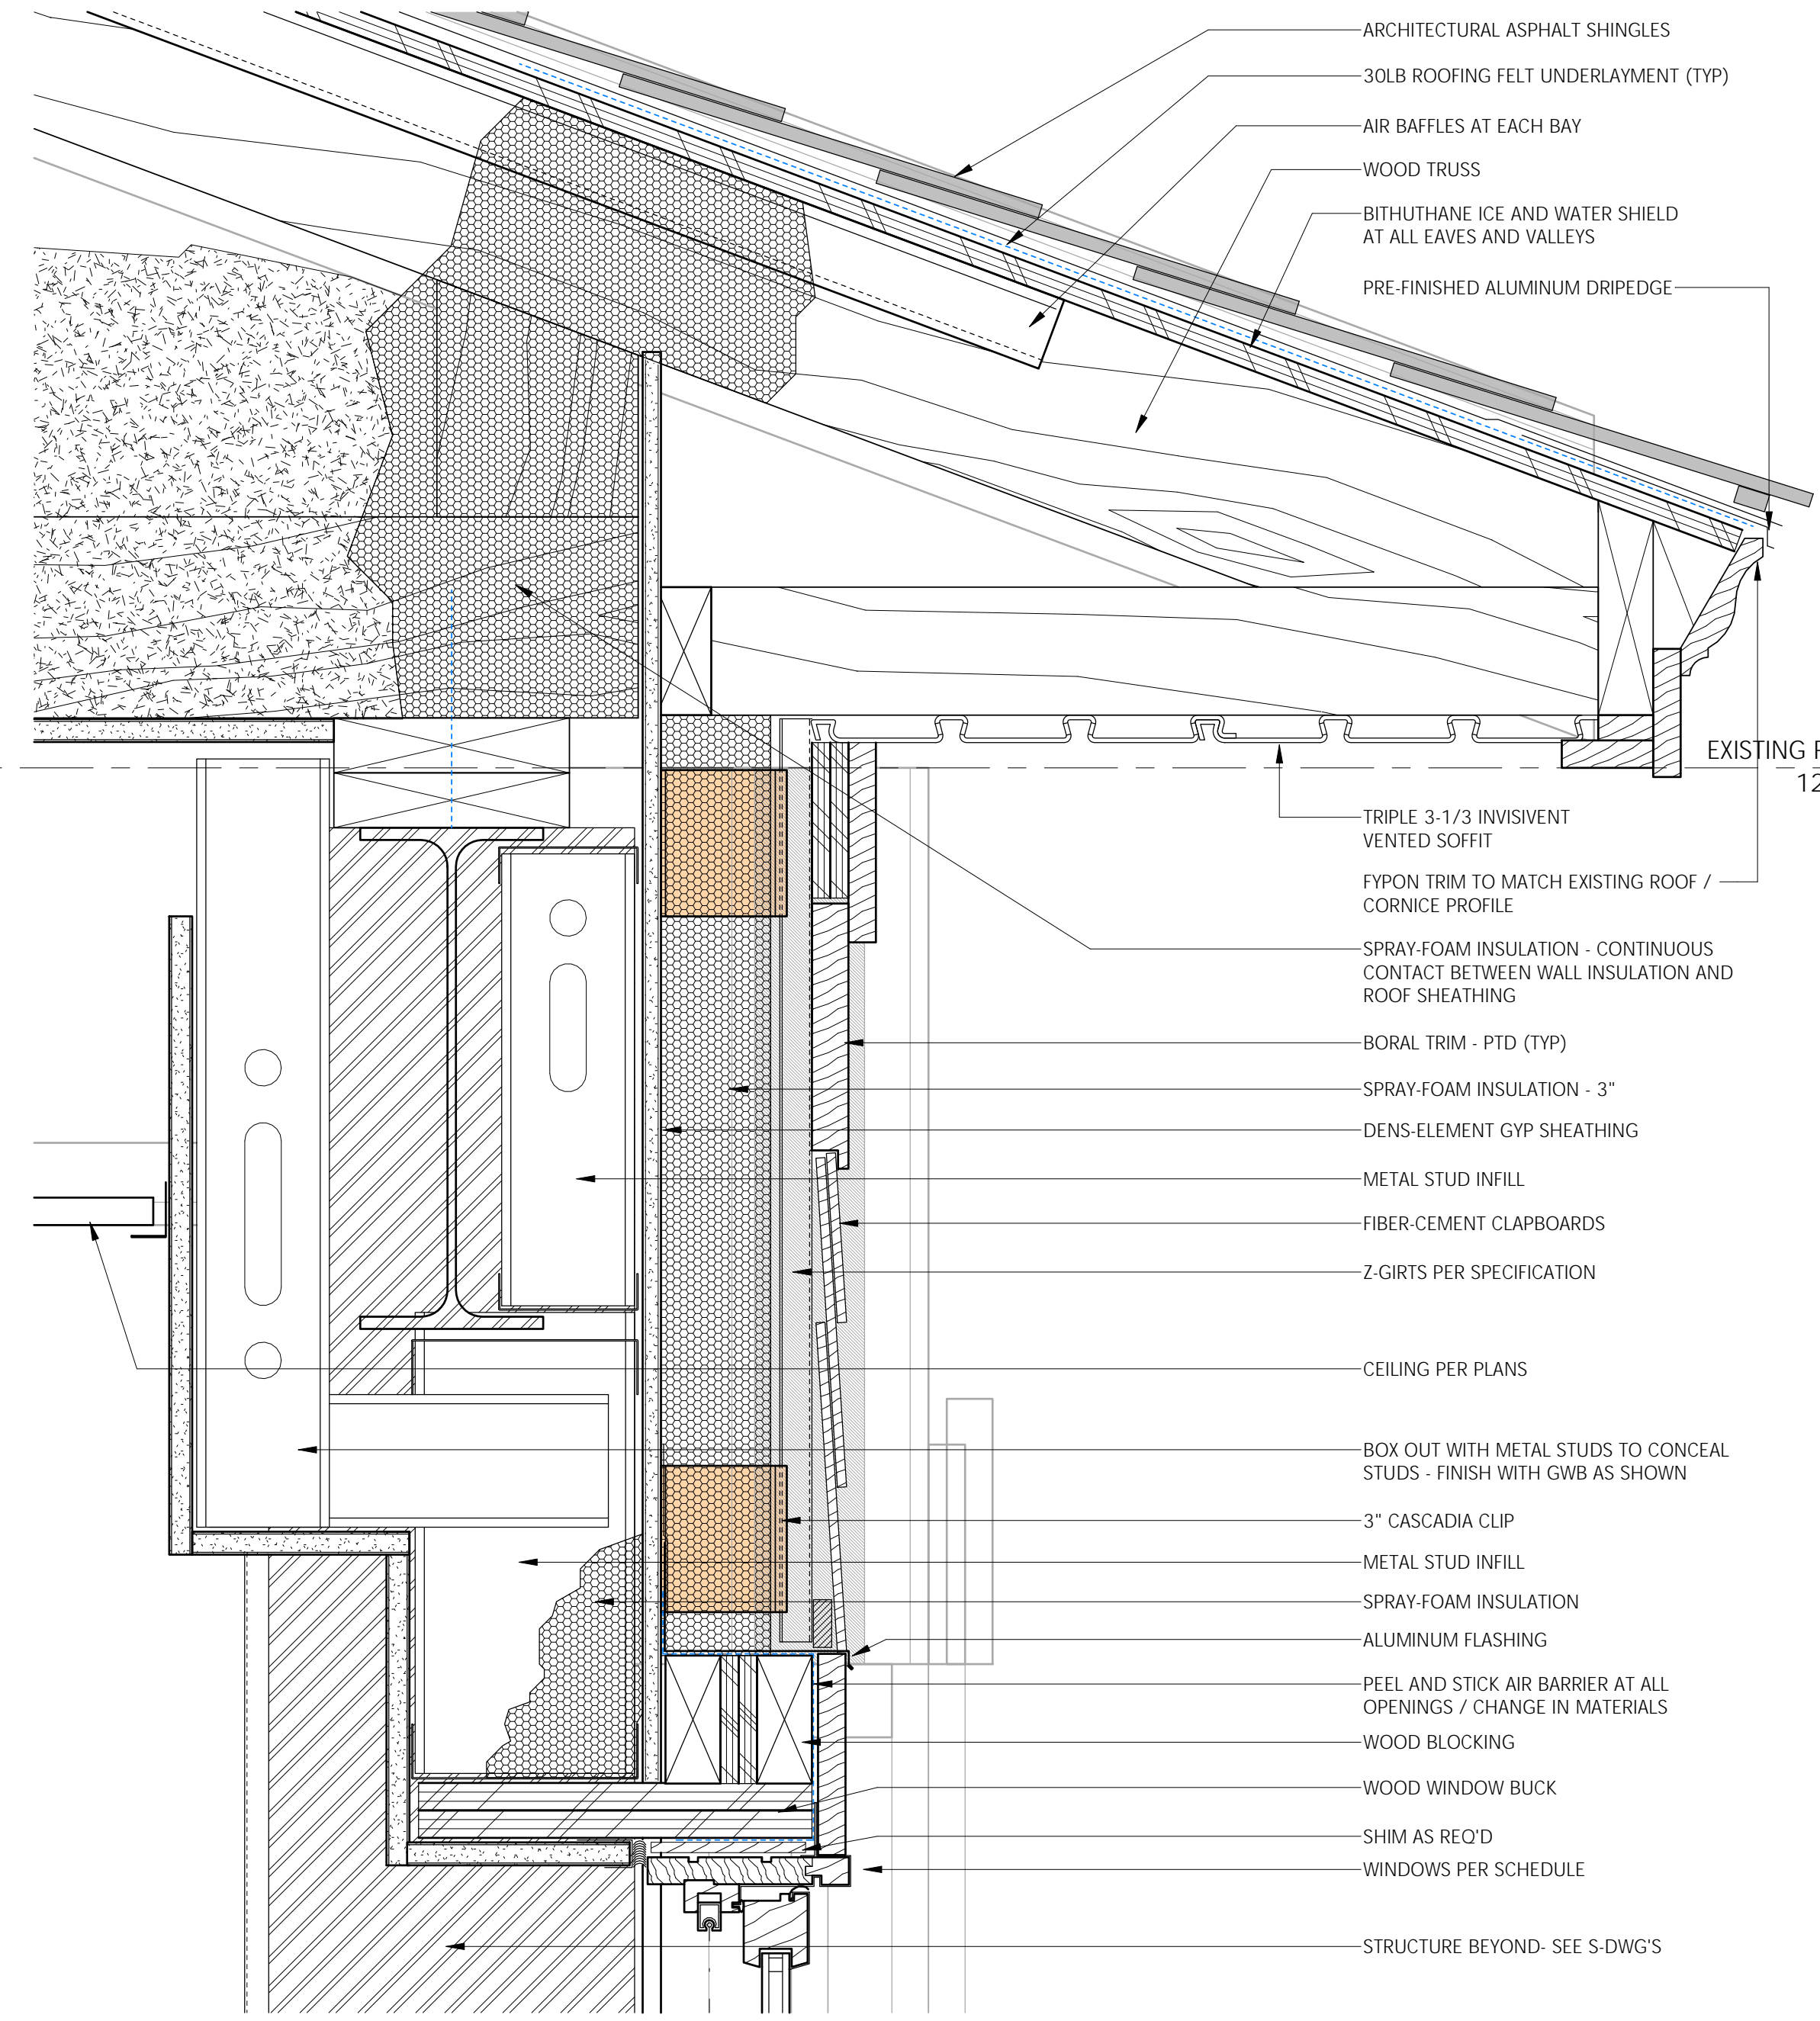 ARCHITECTURAL ASPHALT SHINGLES
30LB ROOFING FELT UNDERLAYMENT (TYP)
AIR BAFFLES AT EACH BAY
WOOD TRUSS
BITHUTHANE ICE AND WATER SHIELD
AT ALL EAVES AND VALLEYS
PRE-FINISHED ALUMINUM DRIPEDGE
EXISTING
12
TRIPLE 3-1/3 INVISIVENT
VENTED SOFFIT
FYPON TRIM TO MATCH EXISTING ROOF /
CORNICE PROFILE
SPRAY-FOAM INSULATION - CONTINUOUS
CONTACT BETWEEN WALL INSULATION AND
ROOF SHEATHING
BORAL TRIM - PTD (TYP)
SPRAY-FOAM INSULATION - 3"
DENS-ELEMENT GYP SHEATHING
METAL STUD INFILL
FIBER-CEMENT CLAPBOARDS
Z-GIRTS PER SPECIFICATION
CEILING PER PLANS
BOX OUT WITH METAL STUDS TO CONCEAL
STUDS - FINISH WITH GWB AS SHOWN
3" CASCADIA CLIP
METAL STUD INFILL
SPRAY-FOAM INSULATION
ALUMINUM FLASHING
PEEL AND STICK AIR BARRIER AT ALL
OPENINGS / CHANGE IN MATERIALS
WOOD BLOCKING
WOOD WINDOW BUCK
SHIM AS REQ'D
WINDOWS PER SCHEDULE
STRUCTURE BEYOND- SEE S-DWG'S